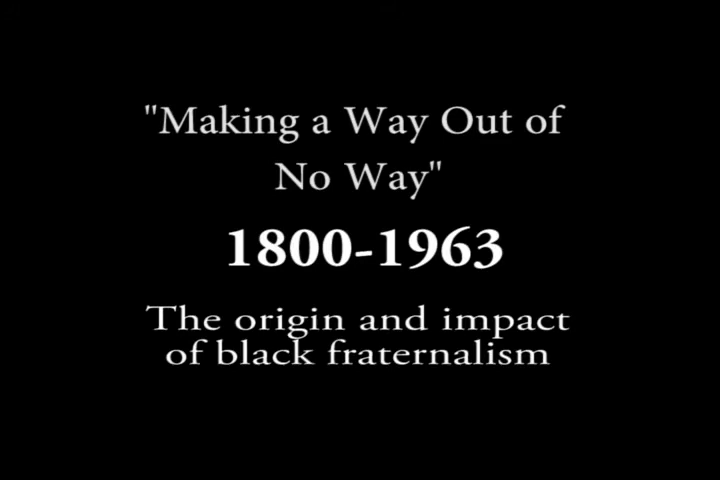 "Making a Way Out of
No Way"
1800-1963
The origin and impact
of black fraternalism